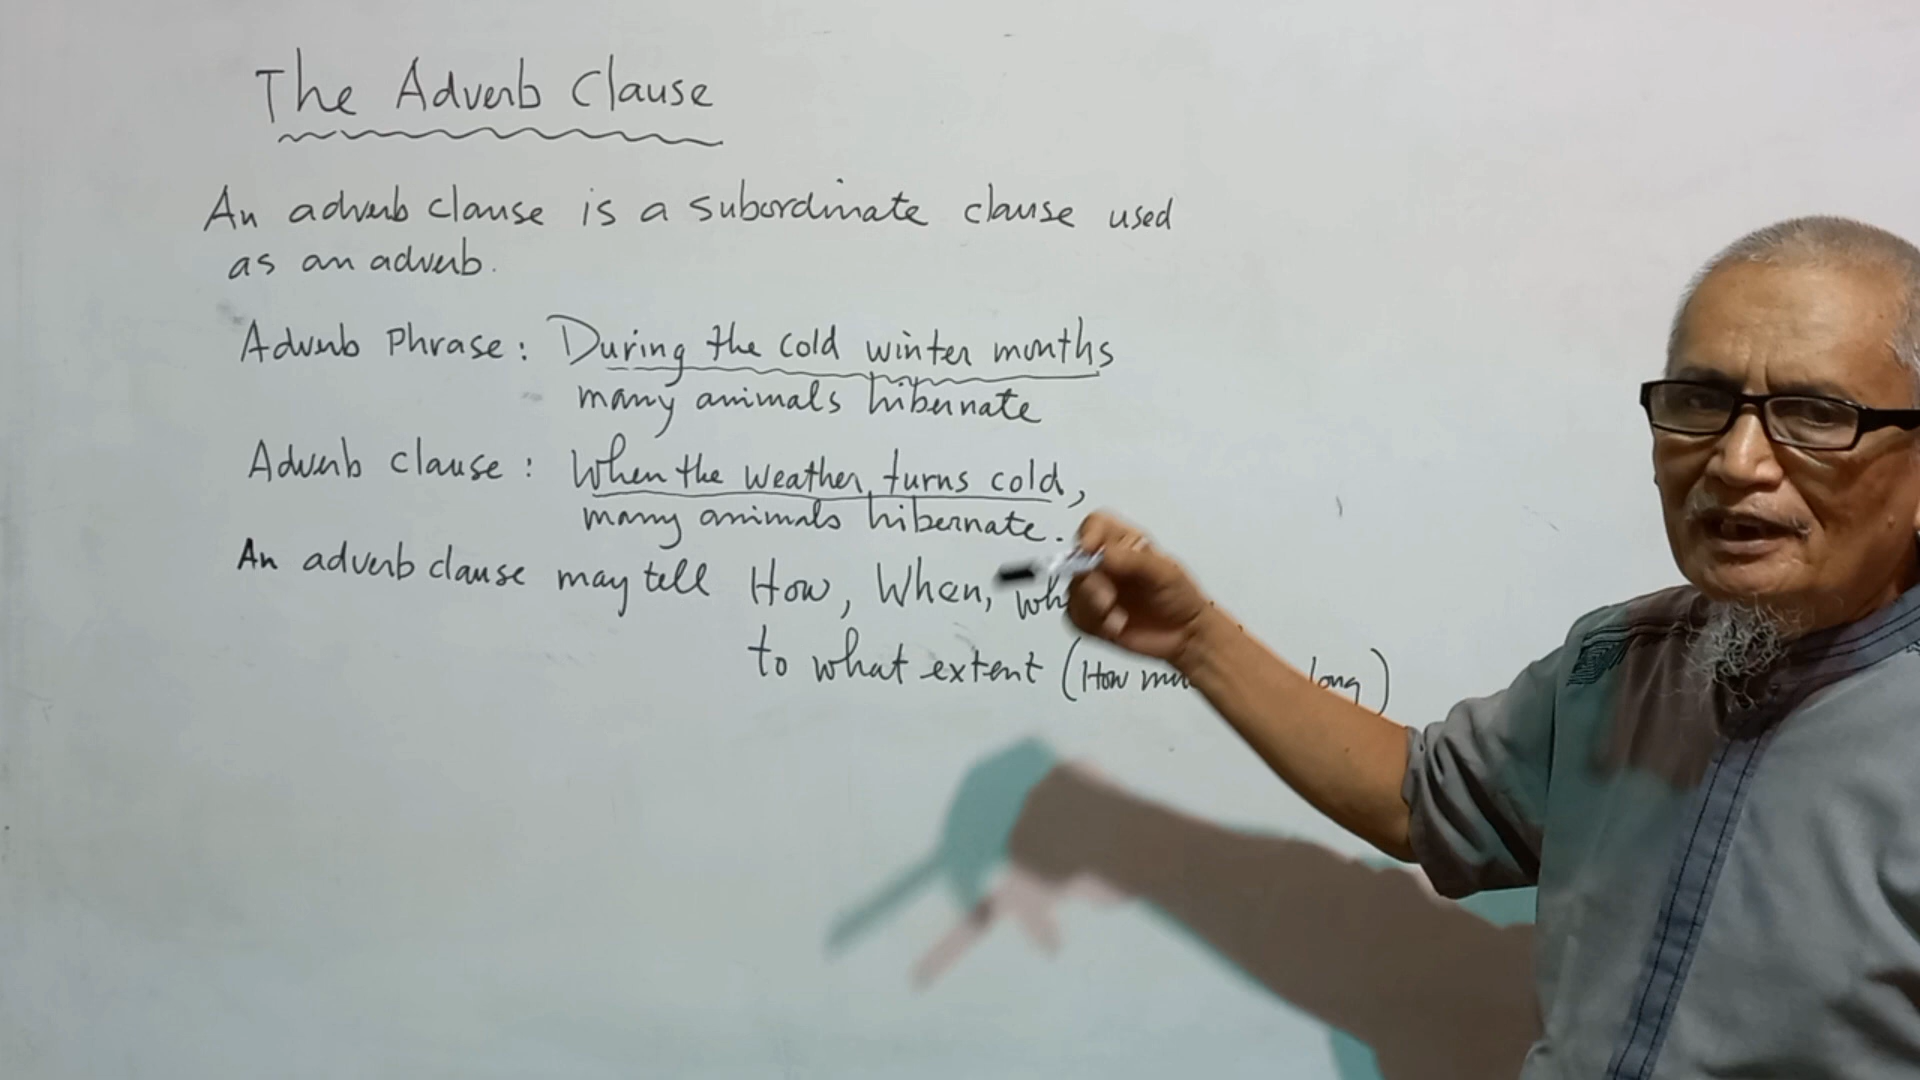 The Adverb Clause
An adverb clause is a subordinate clause used
as an adverb.
Adverb Phrase: During the cold winter months
many animals hibernate
Adverb clause: When the weather turns cold,
many animals hibernate.
An adverb clause may tell How, When,
to what extent (How long)